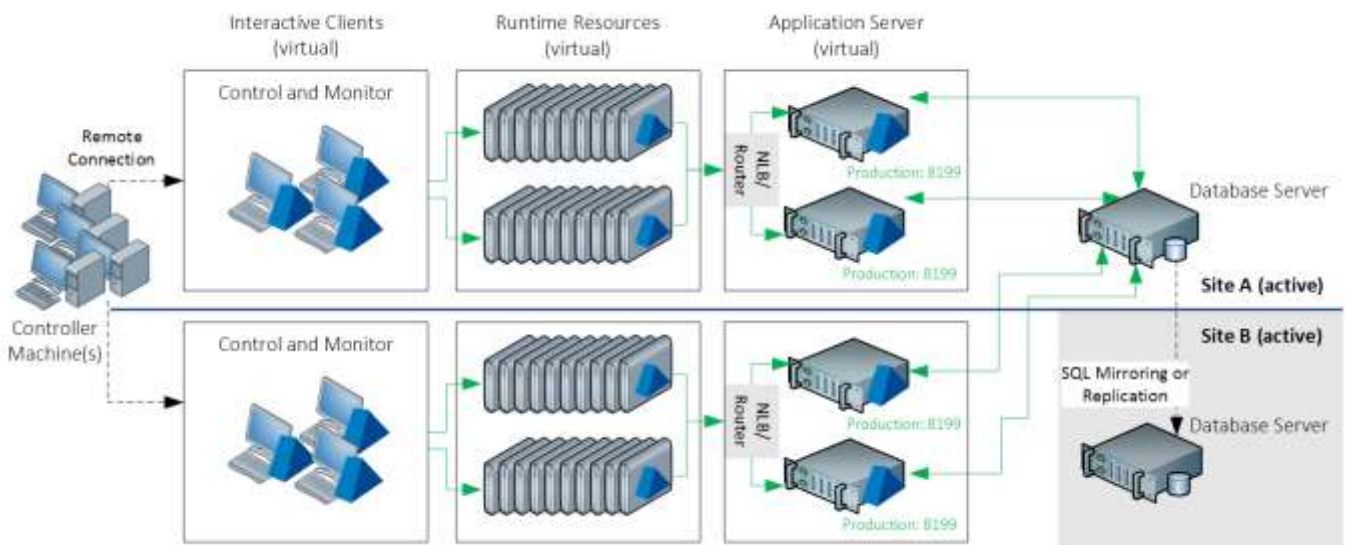 Interactive Clients
(virtual)
Runtime Resources
(virtual)
Application Server
(virtual)
Control and Monitor
Remote
Connection
NLB/
Router
Production: 8199
Production: 8199
Database Server
Site A (active)
Controller
Machine(s)
Control and Monitor
NLB/
Router
Production: 8199
Production: 8199
Site B (active)
SQL Mirroring or
Replication
Database Server